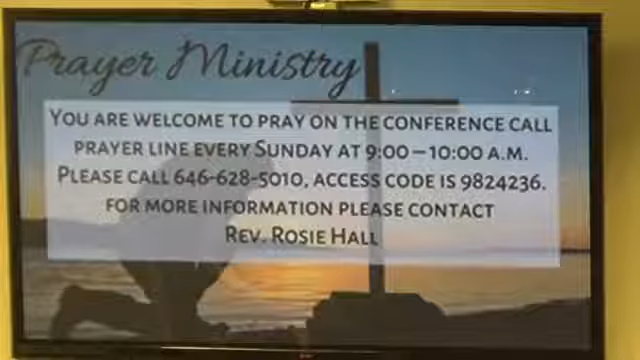 Prayer Ministry
You are welcome to pray on the conference call
prayer line every Sunday at 9:00 – 10:00 a.m.
Please call 646-628-5010, access code is 9824236.
for more information please contact
Rev. Rosie Hall